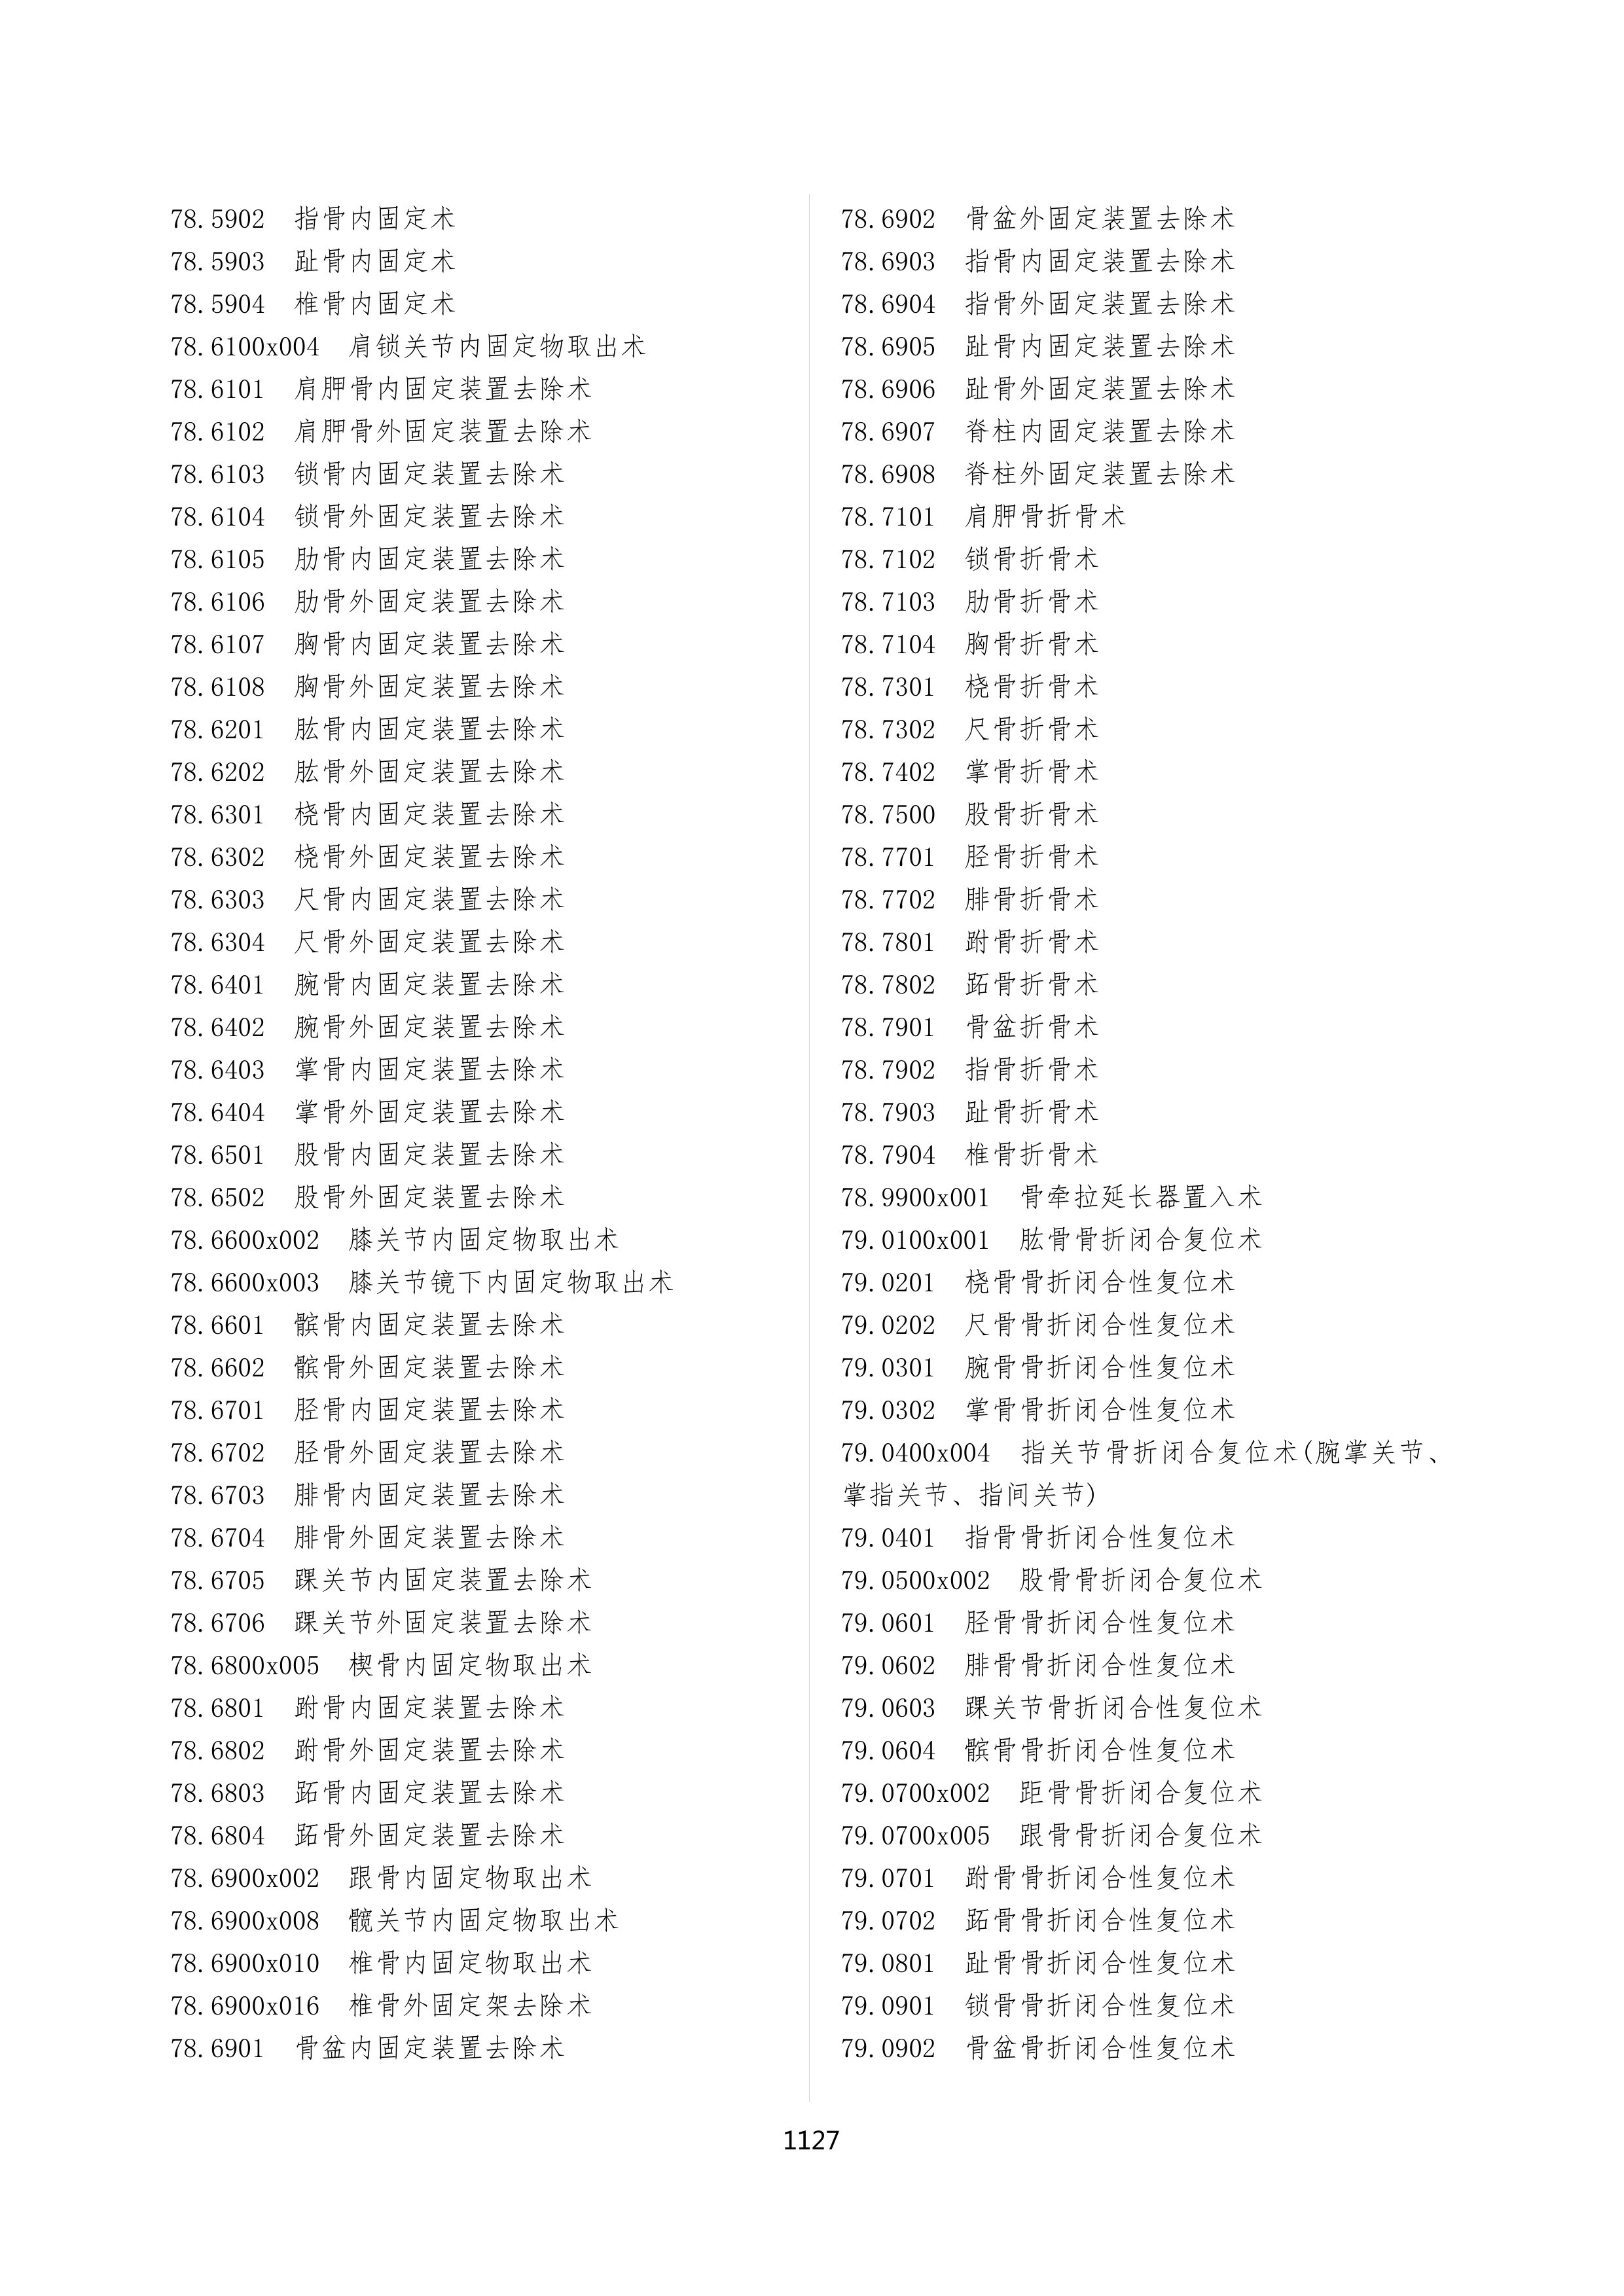 78.5902 指骨内固定术
78.5903 趾骨内固定术
78.5904 椎骨内固定术
78.6100x004 肩锁关节内固定物取出术
78.6101 肩胛骨内固定装置去除术
78.6102 肩胛骨外固定装置去除术
78.6103 锁骨内固定装置去除术
78.6104 锁骨外固定装置去除术
78.6105 肋骨内固定装置去除术
78.6106 肋骨外固定装置去除术
78.6107 胸骨内固定装置去除术
78.6108 胸骨外固定装置去除术
78.6201 肱骨内固定装置去除术
78.6202 肱骨外固定装置去除术
78.6301 桡骨内固定装置去除术
78.6302 桡骨外固定装置去除术
78.6303 尺骨内固定装置去除术
78.6304 尺骨外固定装置去除术
78.6401 腕骨内固定装置去除术
78.6402 腕骨外固定装置去除术
78.6403 掌骨内固定装置去除术
78.6404 掌骨外固定装置去除术
78.6501 股骨内固定装置去除术
78.6502 股骨外固定装置去除术
78.6600x002 膝关节内固定物取出术
78.6600x003 膝关节镜下内固定物取出术
78.6601 髌骨内固定装置去除术
78.6602 髌骨外固定装置去除术
78.6701 胫骨内固定装置去除术
78.6702 胫骨外固定装置去除术
78.6703 腓骨内固定装置去除术
78.6704 腓骨外固定装置去除术
78.6705 踝关节内固定装置去除术
78.6706 踝关节外固定装置去除术
78.6800x005 楔骨内固定物取出术
78.6801 跗骨内固定装置去除术
78.6802 跗骨外固定装置去除术
78.6803 跖骨内固定装置去除术
78.6804 跖骨外固定装置去除术
78.6900x002 跟骨内固定物取出术
78.6900x008 髋关节内固定物取出术
78.6900x010 椎骨内固定物取出术
78.6900x016 椎骨外固定架去除术
78.6901 骨盆内固定装置去除术
78.6902 骨盆外固定装置去除术
78.6903 指骨内固定装置去除术
78.6904 指骨外固定装置去除术
78.6905 趾骨内固定装置去除术
78.6906 趾骨外固定装置去除术
78.6907 脊柱内固定装置去除术
78.6908 脊柱外固定装置去除术
78.7101 肩胛骨折骨术
78.7102 锁骨折骨术
78.7103 肋骨折骨术
78.7104 胸骨折骨术
78.7301 桡骨折骨术
78.7302 尺骨折骨术
78.7402 掌骨折骨术
78.7500 股骨折骨术
78.7701 胫骨折骨术
78.7702 腓骨折骨术
78.7801 跗骨折骨术
78.7802 跖骨折骨术
78.7901 骨盆折骨术
78.7902 指骨折骨术
78.7903 趾骨折骨术
78.7904 椎骨折骨术
78.9900x001 骨牵拉延长器置入术
79.0100x001 肱骨骨折闭合复位术
79.0201 桡骨骨折闭合性复位术
79.0202 尺骨骨折闭合性复位术
79.0301 腕骨骨折闭合性复位术
79.0302 掌骨骨折闭合性复位术
79.0400x004 指关节骨折闭合复位术(腕掌关节、
掌指关节、指间关节)
79.0401 指骨骨折闭合性复位术
79.0500x002 股骨骨折闭合复位术
79.0601 胫骨骨折闭合性复位术
79.0602 腓骨骨折闭合性复位术
79.0603 踝关节骨折闭合性复位术
79.0604 髌骨骨折闭合性复位术
79.0700x002 距骨骨折闭合复位术
79.0700x005 跟骨骨折闭合复位术
79.0701 跗骨骨折闭合性复位术
79.0702 跖骨骨折闭合性复位术
79.0801 趾骨骨折闭合性复位术
79.0901 锁骨骨折闭合性复位术
79.0902 骨盆骨折闭合性复位术
1127